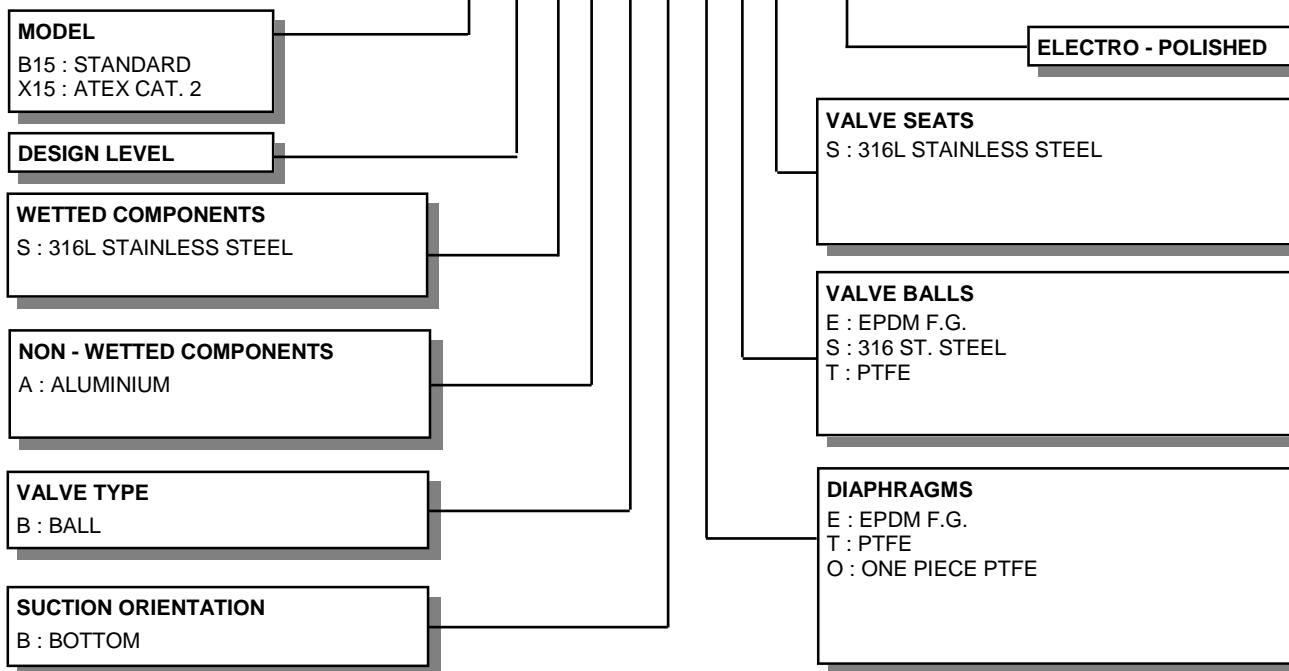 MODEL
B15 : STANDARD
X15 : ATEX CAT. 2
DESIGN LEVEL
WETTED COMPONENTS
S : 316L STAINLESS STEEL
NON - WETTED COMPONENTS
A : ALUMINIUM
VALVE TYPE
B : BALL
SUCTION ORIENTATION
B : BOTTOM
ELECTRO - POLISHED
VALVE SEATS
S : 316L STAINLESS STEEL
VALVE BALLS
E : EPDM F.G.
S : 316 ST. STEEL
T : PTFE
DIAPHRAGMS
E : EPDM F.G.
T : PTFE
O : ONE PIECE PTFE